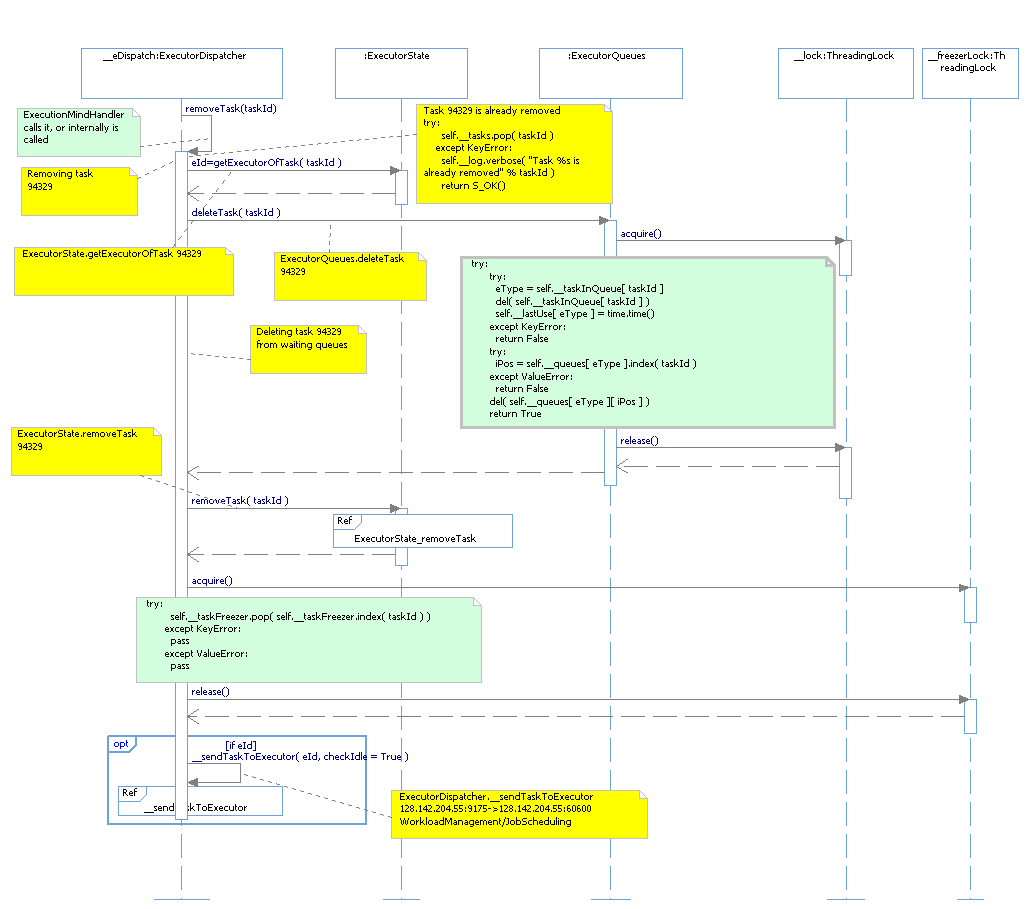 __eDispatch:ExecutorDispatcher
:ExecutorState
:ExecutorQueues
__lock:ThreadingLock
__freezerLock:Th
readingLock
removeTask(taskId)
ExecutionMindHandler
calls it, or internally is
called
Task 94329 is already removed
try:
self.__tasks.pop( taskId )
except KeyError:
self.__log.verbose( "Task %s is
already removed" % taskId )
return S_OK()
eId=getExecutorOfTask( taskId )
Removing task
94329
deleteTask( taskId )
acquire()
ExecutorState.getExecutorOfTask 94329
ExecutorQueues.deleteTask
94329
try:
try:
eType = self.__taskInQueue[ taskId ]
del( self.__taskInQueue[ taskId ] )
self.__lastUse[ eType ] = time.time()
except KeyError:
return False
try:
iPos = self.__queues[ eType ].index( taskId )
except ValueError:
return False
del( self.__queues[ eType ][ iPos ] )
return True
Deleting task 94329
from waiting queues
ExecutorState.removeTask
94329
release()
removeTask( taskId )
Ref
ExecutorState_removeTask
acquire()
try:
self.__taskFreezer.pop( self.__taskFreezer.index( taskId ) )
except KeyError:
pass
except ValueError:
pass
release()
opt
[if eId]
__sendTaskToExecutor( eId, checkIdle = True )
Ref
__sendTaskToExecutor
ExecutorDispatcher.__sendTaskToExecutor
128.142.204.55:9175->128.142.204.55:60600
WorkloadManagement/JobScheduling